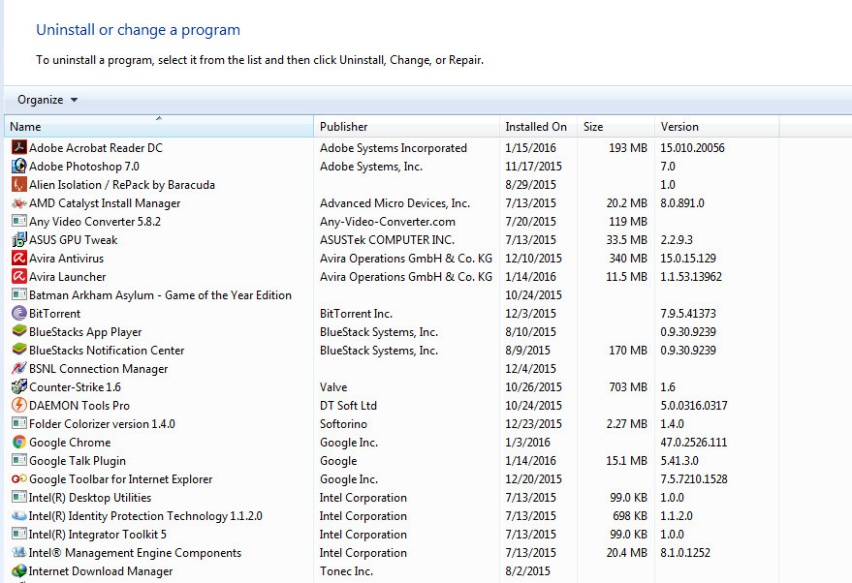 Uninstall or change a program
To uninstall a program, select it from the list and then click Uninstall, Change, or Repair.
Organize
Name Publisher Installed On Size Version
Adobe Acrobat Reader DC Adobe Systems Incorporated 1/15/2016 193 MB 15.010.20056
Adobe Photoshop 7.0 Adobe Systems, Inc. 11/17/2015 7.0
Alien Isolation / RePack by Baracuda 8/29/2015 1.0
AMD Catalyst Install Manager Advanced Micro Devices, Inc. 7/13/2015 20.2 MB 8.0.891.0
Any Video Converter 5.8.2 Any-Video-Converter.com 7/20/2015 119 MB
ASUS GPU Tweak ASUSTek COMPUTER INC. 7/13/2015 33.5 MB 2.2.9.3
Avira Antivirus Avira Operations GmbH & Co. KG 12/10/2015 340 MB 15.0.15.129
Avira Launcher Avira Operations GmbH & Co. KG 1/14/2016 11.5 MB 1.1.53.13962
Batman Arkham Asylum - Game of the Year Edition 10/24/2015
BitTorrent BitTorrent Inc. 12/3/2015 7.9.5.41373
BlueStacks App Player BlueStack Systems, Inc. 8/10/2015 0.9.30.9239
BlueStacks Notification Center BlueStack Systems, Inc. 8/9/2015 170 MB 0.9.30.9239
BSNL Connection Manager 12/4/2015
Counter-Strike 1.6 Valve 10/26/2015 703 MB 1.6
DAEMON Tools Pro DT Soft Ltd 10/24/2015 5.0.0316.0317
Folder Colorizer version 1.4.0 Softorino 12/23/2015 2.27 MB 1.4.0
Google Chrome Google Inc. 1/3/2016 47.0.2526.111
Google Talk Plugin Google 1/14/2016 15.1 MB 5.41.3.0
Google Toolbar for Internet Explorer Google Inc. 12/20/2015 7.5.7210.1528
Intel(R) Desktop Utilities Intel Corporation 7/13/2015 99.0 KB 1.0.0
Intel(R) Identity Protection Technology 1.1.2.0 Intel Corporation 7/13/2015 698 KB 1.1.2.0
Intel(R) Integrator Toolkit 5 Intel Corporation 7/13/2015 99.0 KB 1.0.0
Intel® Management Engine Components Intel Corporation 7/13/2015 20.4 MB 8.1.0.1252
Internet Download Manager Tonec Inc. 8/2/2015